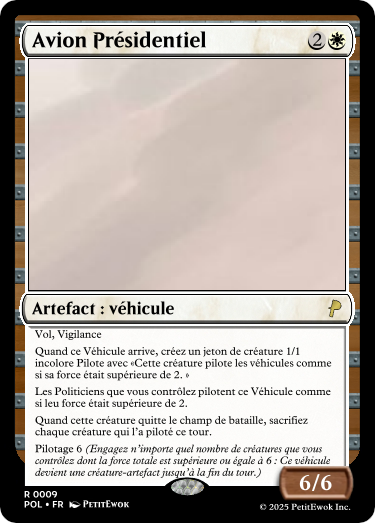 Avion Présidentiel
2
Artefact : véhicule
Vol, Vigilance
Quand ce Véhicule arrive, créez un jeton de créature 1/1
incolore Pilote avec «Cette créature pilote les véhicules comme
si sa force était supérieure de 2. »
Les Politiciens que vous contrôlez pilotent ce Véhicule comme
si leu force était supérieure de 2.
Quand cette créature quitte le champ de bataille, sacrifiez
chaque créature qui l'a piloté ce tour.
Pilotage 6 (Engagez n'importe quel nombre de créatures que vous
contrôlez dont la force totale est supérieure ou égale à 6 : Ce véhicule
devient une créature-artefact jusqu'à la fin du tour.)
6/6
R 0009
POL • FR PetitEwok
© 2025 PetitEwok Inc.